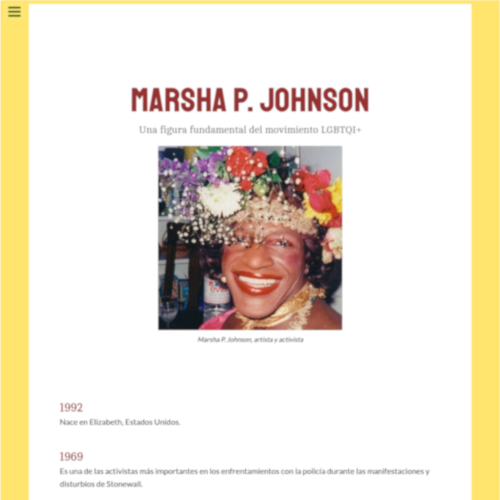 MARSHA P. JOHNSON
Una figura fundamental del movimiento LGBTQI+
Marsha P. Johnson, artista y activista
1992
Nace en Elizabeth, Estados Unidos.
1969
Es una de las activistas más importantes en los enfrentamientos con la policía durante las manifestaciones y
disturbios de Stonewall.